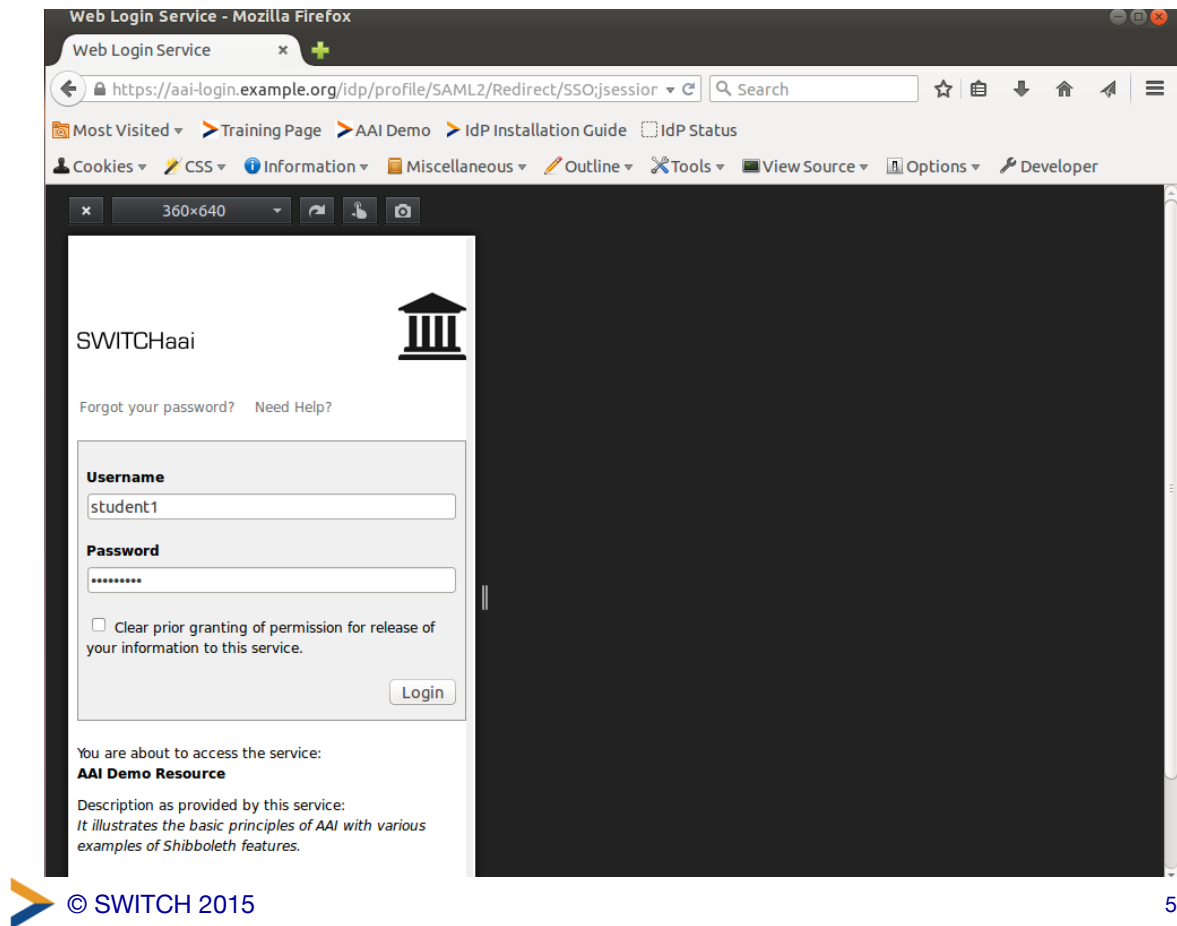 Web Login Service - Mozilla Firefox
Web Login Service
https://aai-login.example.org/idp/profile/SAML2/Redirect/SSO;jsession Search
Most Visited Training Page AAI Demo IdP Installation Guide IdP Status
Cookies CSS Information Miscellaneous Outline Tools View Source Options Developer
360×640
SWITCHaai
Forgot your password? Need Help?
Username
student1
Password
•••••••••
Clear prior granting of permission for release of
your information to this service.
Login
You are about to access the service:
AAI Demo Resource
Description as provided by this service:
It illustrates the basic principles of AAI with various
examples of Shibboleth features.
© SWITCH 2015 5